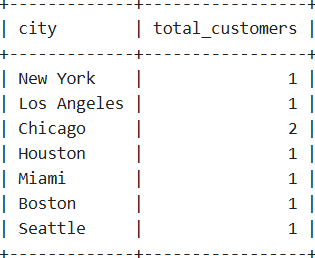 +-------------+-----------------+
| city        | total_customers |
+-------------+-----------------+
| New York    |               1 |
| Los Angeles |               1 |
| Chicago     |               2 |
| Houston     |               1 |
| Miami       |               1 |
| Boston      |               1 |
| Seattle     |               1 |
+-------------+-----------------+